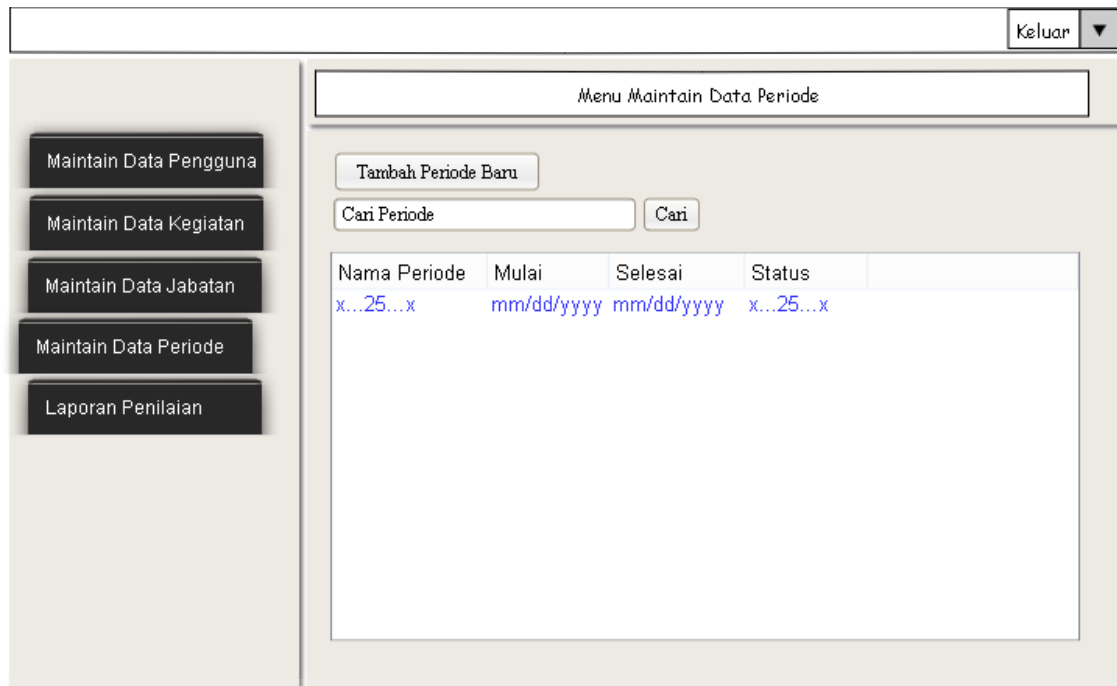 Keluar ▼
Menu Maintain Data Periode
Maintain Data Pengguna
Maintain Data Kegiatan
Maintain Data Jabatan
Maintain Data Periode
Laporan Penilaian
Tambah Periode Baru
Cari Periode Cari
Nama Periode Mulai Selesai Status
x...25...x mm/dd/yyyy mm/dd/yyyy x...25...x